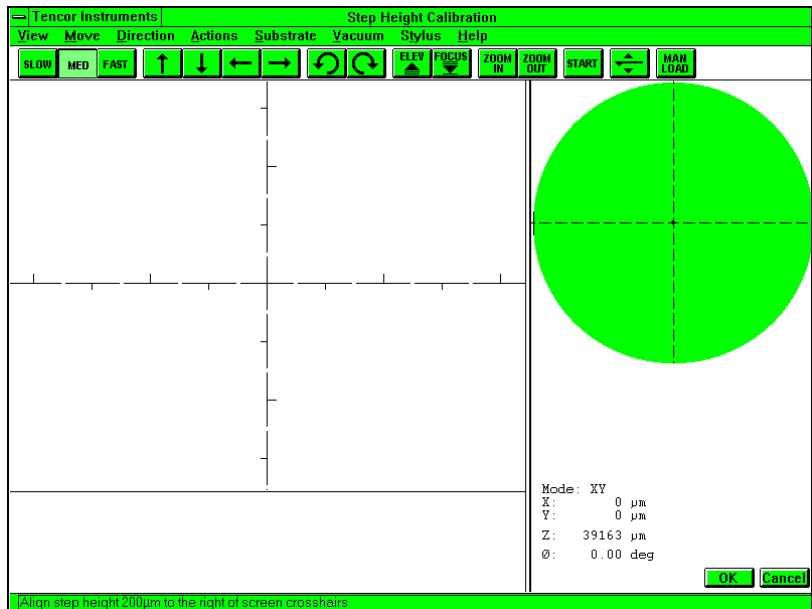 Tencor Instruments Step Height Calibration
View Move Direction Actions Substrate Vacuum Stylus Help
SLOW MED FAST ELEV FOCUS ZOOM IN ZOOM OUT START MAN LOAD
Mode: XY
X: 0 µm
Y: 0 µm
Z: 39163 µm
Ø: 0.00 deg
OK Cancel
Align step height 200µm to the right of screen crosshairs